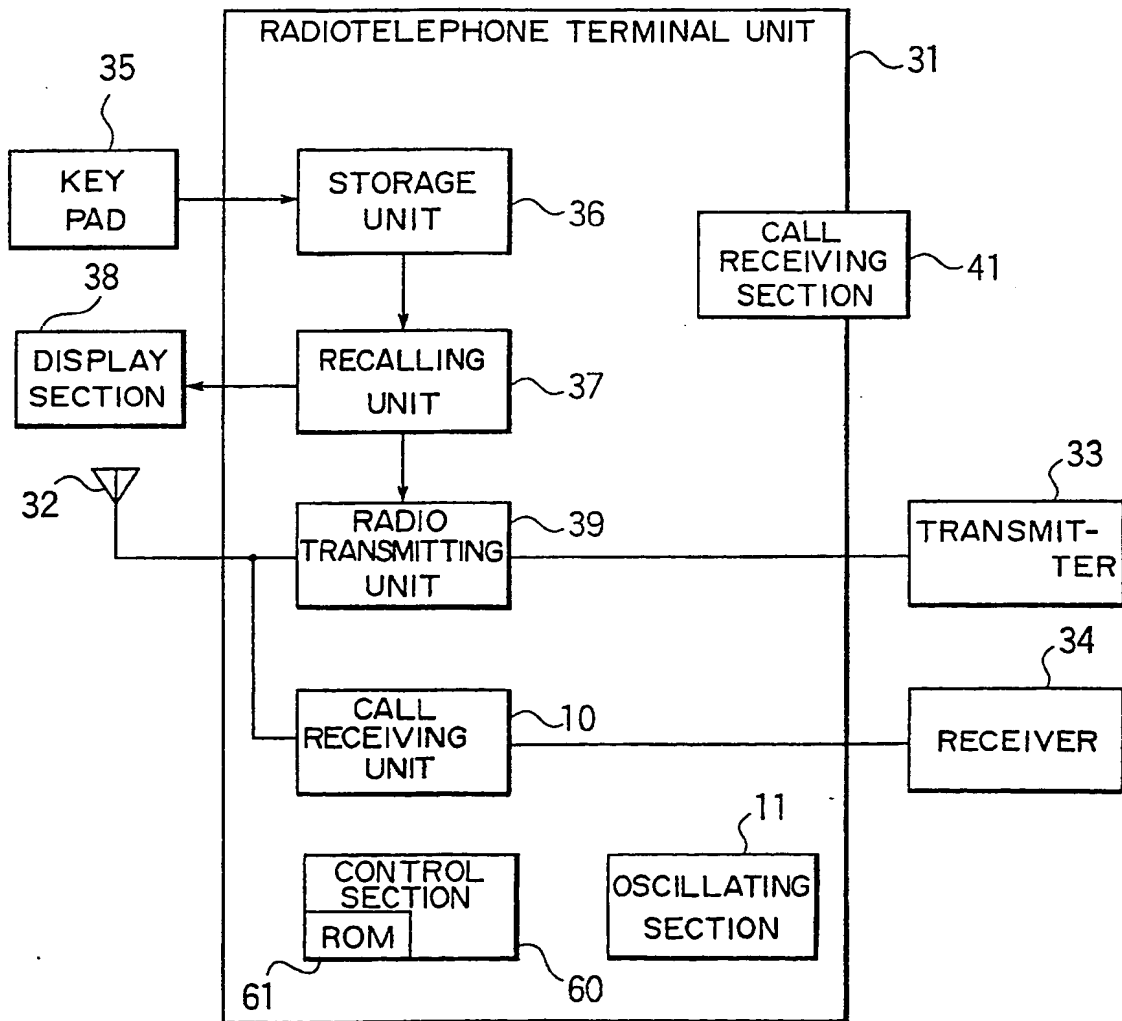 RADIOTELEPHONE TERMINAL UNIT
31
35
KEY
PAD
STORAGE
UNIT
36
CALL
RECEIVING
SECTION
41
38
DISPLAY
SECTION
RECALLING
UNIT
37
32
RADIO
TRANSMITTING
UNIT
39
33
TRANSMIT-
TER
CALL
RECEIVING
UNIT
10
34
RECEIVER
11
CONTROL
SECTION
ROM
61
60
OSCILLATING
SECTION